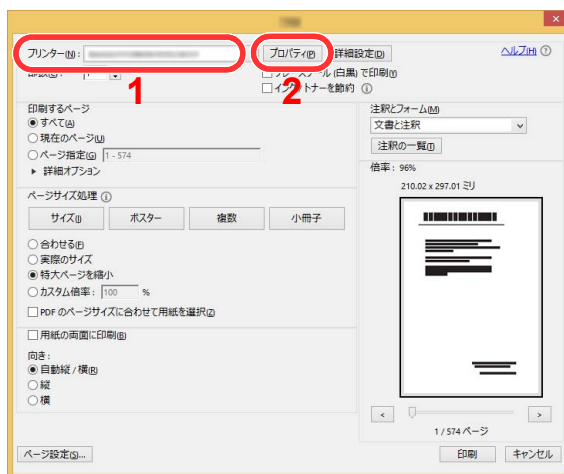 プリンター(N):
プロパティ(P) 詳細設定(D)
ヘルプ(H)
1
2
グレースケール(白黒)で印刷(Y)
インク/トナーを節約
印刷するページ
すべて(A)
現在のページ(U)
ページ指定(G) 1 - 574
詳細オプション
注釈とフォーム(M)
文書と注釈
注釈の一覧(T)
ページサイズ処理
サイズ(I) ポスター 複数 小冊子
合わせる(F)
実際のサイズ
特大ページを縮小
カスタム倍率: 100 %
PDF のページサイズに合わせて用紙を選択(Z)
用紙の両面に印刷(B)
向き:
自動縦 / 横(R)
縦
横
倍率: 96%
210.02 x 297.01 ミリ
< >
1 / 574 ページ
ページ設定(S)... 印刷 キャンセル